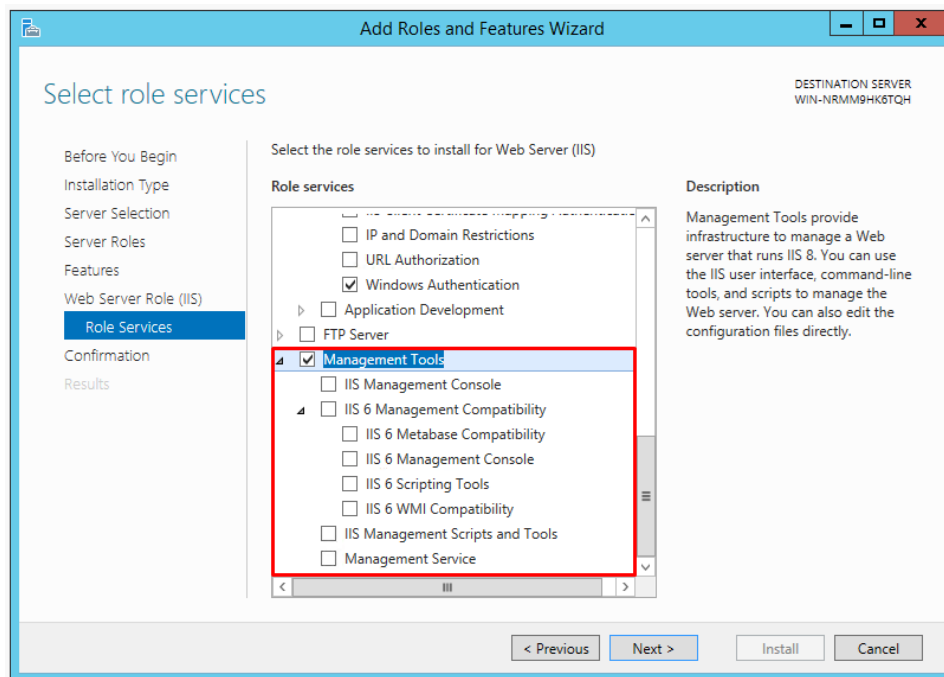 Add Roles and Features Wizard
Select role services
DESTINATION SERVER
WIN-NRMM9HK6TQH
Before You Begin
Installation Type
Server Selection
Server Roles
Features
Web Server Role (IIS)
Role Services
Confirmation
Results
Select the role services to install for Web Server (IIS)
Role services
IP and Domain Restrictions
URL Authorization
Windows Authentication
Application Development
FTP Server
Management Tools
IIS Management Console
IIS 6 Management Compatibility
IIS 6 Metabase Compatibility
IIS 6 Management Console
IIS 6 Scripting Tools
IIS 6 WMI Compatibility
IIS Management Scripts and Tools
Management Service
Description
Management Tools provide
infrastructure to manage a Web
server that runs IIS 8. You can use
the IIS user interface, command-line
tools, and scripts to manage the
Web server. You can also edit the
configuration files directly.
< Previous
Next >
Install
Cancel